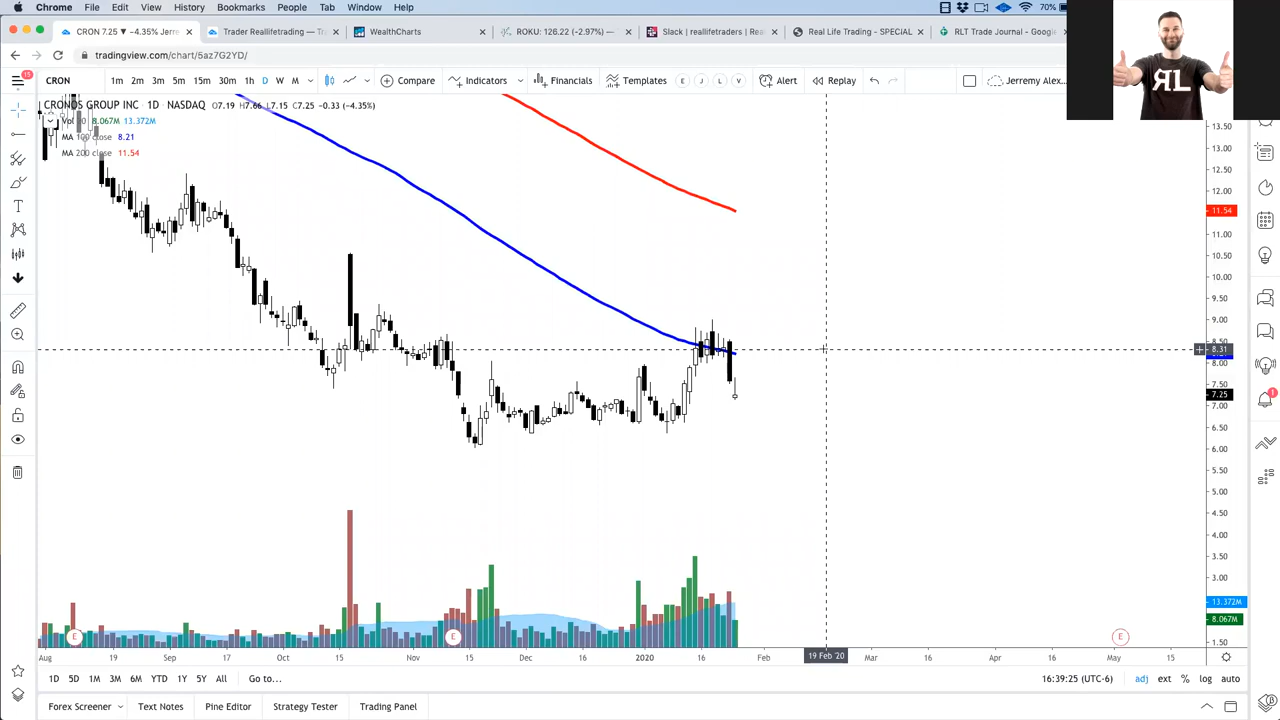 Chrome File Edit View History Bookmarks People Tab Window Help 70%
CRON 7.25 ▼ -4.35% Jerre × Trader Reallifetrading — T × WealthCharts × ROKU: 126.22 (-2.97%) — × Slack | reallifetraders | Rea × Real Life Trading - SPECIAL × RLT Trade Journal - Google
tradingview.com/chart/5az7G2YD/
15 CRON 1m 2m 3m 5m 15m 30m 1h D W M Compare Indicators Financials Templates E J L V Alert Replay Jerremy Alex...
RL
CRONOS GROUP INC · 1D · NASDAQ O7.19 H7.66 L7.15 C7.25 -0.33 (-4.35%)
Vol 20 8.067M 13.372M
MA 100 close 8.21
MA 200 close 11.54
13.50
13.00
12.50
12.00
11.54
11.00
10.50
10.00
9.50
9.00
8.50
8.31
8.00
7.50
7.25
7.00
6.50
6.00
5.50
5.00
4.50
4.00
3.50
3.00
13.372M
8.067M
1.50
1
E E E
Aug 19 Sep 17 Oct 15 Nov 15 Dec 16 2020 16 Feb 19 Feb '20 Mar 16 Apr 16 May 15
1D 5D 1M 3M 6M YTD 1Y 5Y All Go to... 16:39:25 (UTC-6) adj ext % log auto
Forex Screener Text Notes Pine Editor Strategy Tester Trading Panel